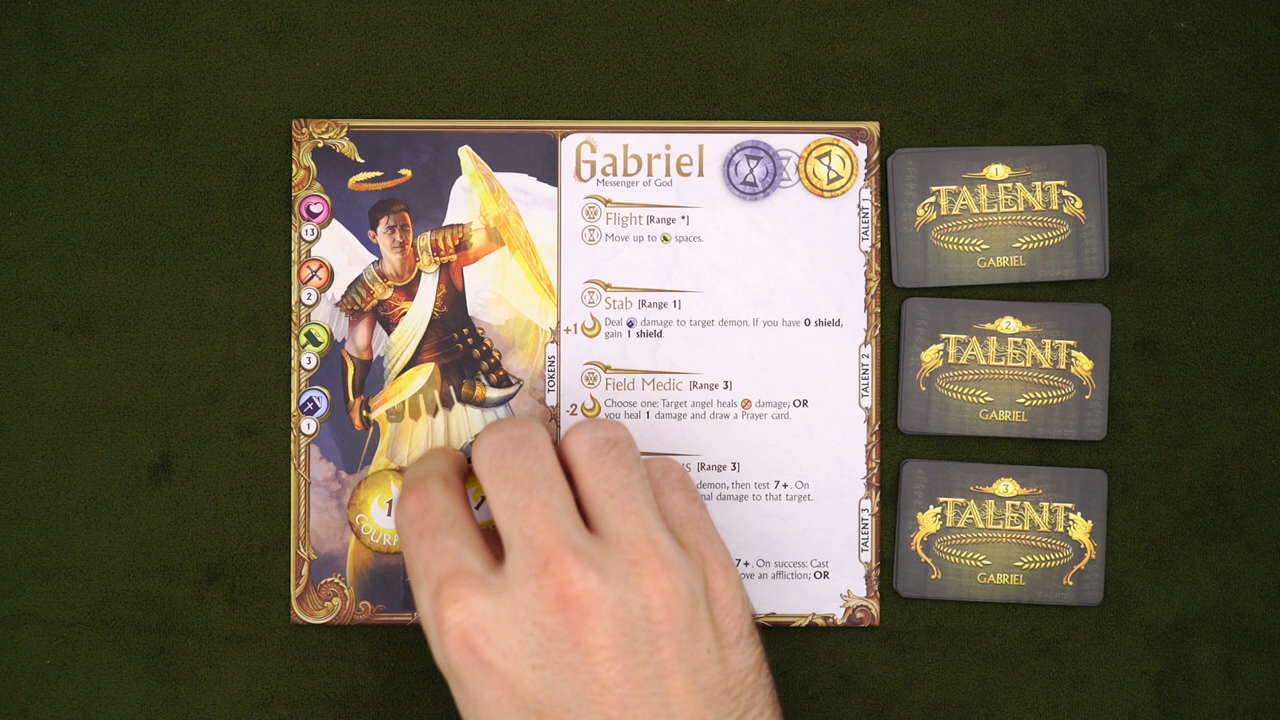 Gabriel
Messenger of God
13
2
3
1
TOKENS
Flight [Range *]
Move up to spaces.
Stab [Range 1]
+1
Deal damage to target demon. If you have 0 shield,
gain 1 shield.
Field Medic [Range 3]
-2
Choose one: Target angel heals damage; OR
you heal 1 damage and draw a Prayer card.
[Range 3]
demon, then test 7+. On
damage to that target.
7+. On success: Cast
an affliction; OR
TALENT 1
TALENT 2
TALENT 3
1
1
1
TALENT
GABRIEL
2
TALENT
GABRIEL
3
TALENT
GABRIEL